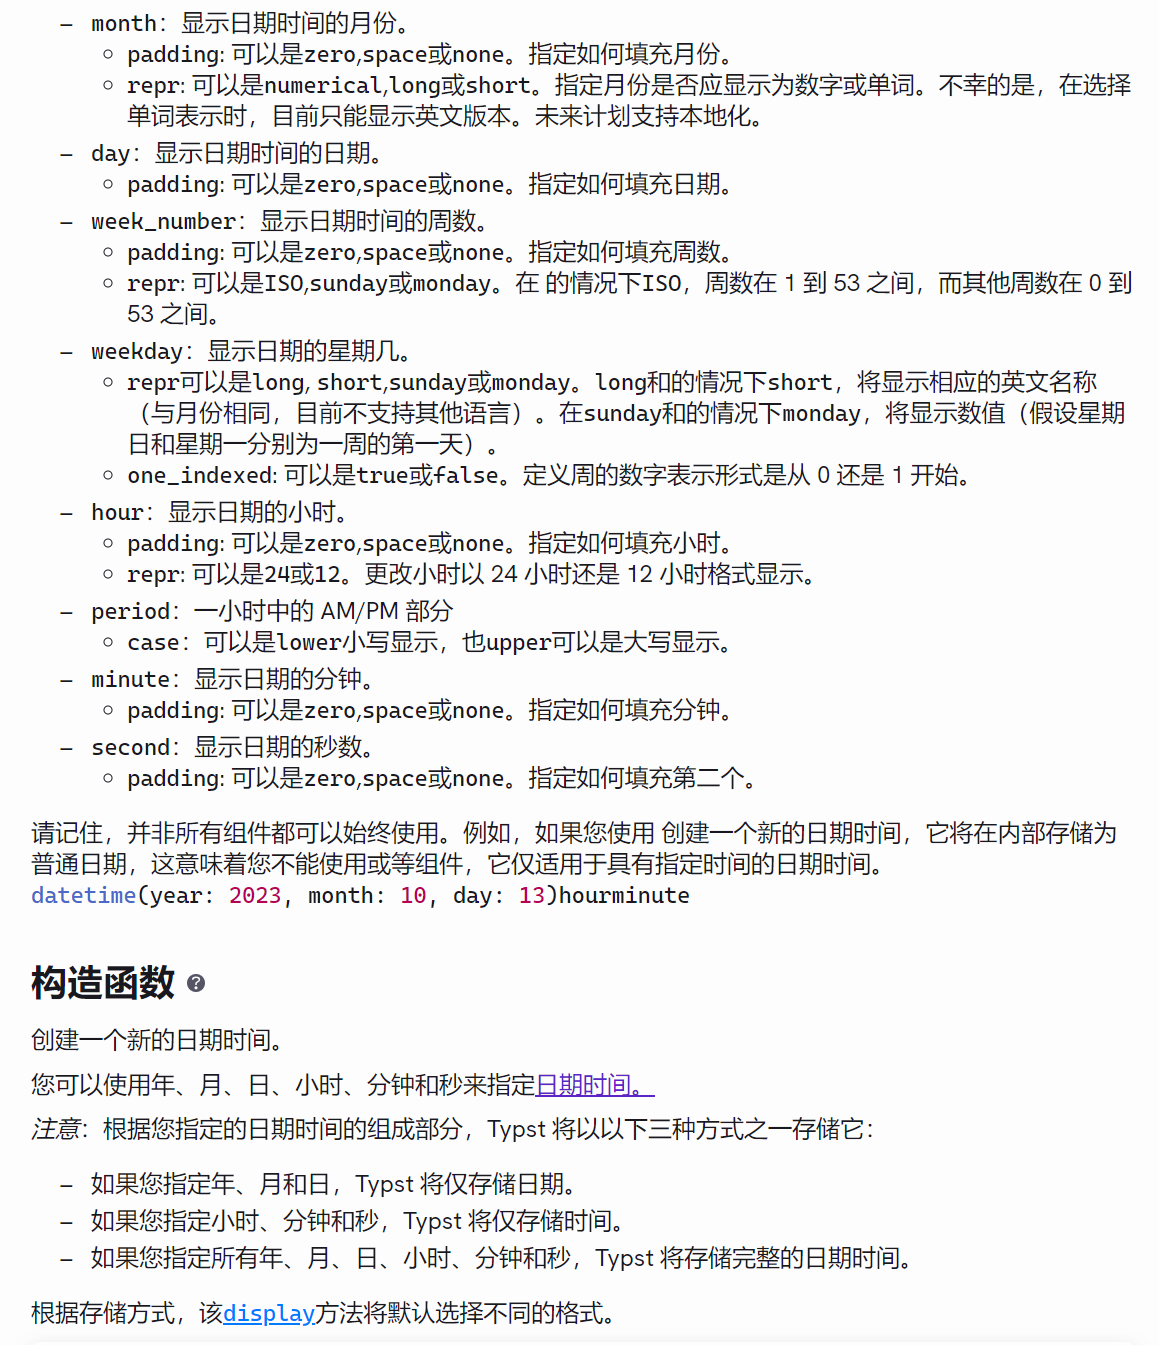 – month：显示日期时间的月份。
○ padding: 可以是zero,space或none。指定如何填充月份。
○ repr: 可以是numerical,long或short。指定月份是否应显示为数字或单词。不幸的是，在选择
单词表示时，目前只能显示英文版本。未来计划支持本地化。
– day：显示日期时间的日期。
○ padding: 可以是zero,space或none。指定如何填充日期。
– week_number：显示日期时间的周数。
○ padding: 可以是zero,space或none。指定如何填充周数。
○ repr: 可以是ISO,sunday或monday。在 的情况下ISO，周数在 1 到 53 之间，而其他周数在 0 到
53 之间。
– weekday：显示日期的星期几。
○ repr可以是long, short,sunday或monday。long和的情况下short，将显示相应的英文名称
（与月份相同，目前不支持其他语言）。在sunday和的情况下monday，将显示数值（假设星期
日和星期一分别为一周的第一天）。
○ one_indexed: 可以是true或false。定义周的数字表示形式是从 0 还是 1 开始。
– hour：显示日期的小时。
○ padding: 可以是zero,space或none。指定如何填充小时。
○ repr: 可以是24或12。更改小时以 24 小时还是 12 小时格式显示。
– period：一小时中的 AM/PM 部分
○ case：可以是lower小写显示，也upper可以是大写显示。
– minute：显示日期的分钟。
○ padding: 可以是zero,space或none。指定如何填充分钟。
– second：显示日期的秒数。
○ padding: 可以是zero,space或none。指定如何填充第二个。
请记住，并非所有组件都可以始终使用。例如，如果您使用 创建一个新的日期时间，它将在内部存储为
普通日期，这意味着您不能使用或等组件，它仅适用于具有指定时间的日期时间。
datetime(year: 2023, month: 10, day: 13)hourminute
构造函数 ?
创建一个新的日期时间。
您可以使用年、月、日、小时、分钟和秒来指定日期时间。
注意：根据您指定的日期时间的组成部分，Typst 将以以下三种方式之一存储它：
– 如果您指定年、月和日，Typst 将仅存储日期。
– 如果您指定小时、分钟和秒，Typst 将仅存储时间。
– 如果您指定所有年、月、日、小时、分钟和秒，Typst 将存储完整的日期时间。
根据存储方式，该display方法将默认选择不同的格式。